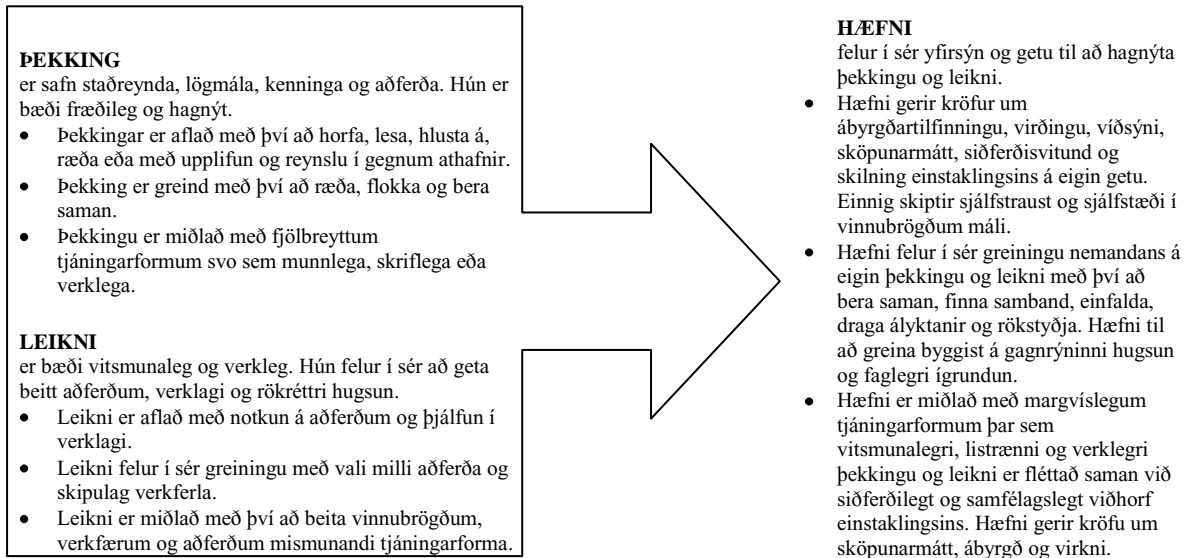 ÞEKKING
er safn staðreynda, lögmála, kenninga og aðferða. Hún er
bæði fræðileg og hagnýt.
• Þekkingar er aflað með því að horfa, lesa, hlusta á,
ræða eða með upplifun og reynslu í gegnum athafnir.
• Þekking er greind með því að ræða, flokka og bera
saman.
• Þekkingu er miðlað með fjölbreyttum
tjáningarformum svo sem munnlega, skriflega eða
verklega.
LEIKNI
er bæði vitsmunaleg og verkleg. Hún felur í sér að geta
beitt aðferðum, verklagi og rökréttri hugsun.
• Leikni er aflað með notkun á aðferðum og þjálfun í
verklagi.
• Leikni felur í sér greiningu með vali milli aðferða og
skipulag verkferla.
• Leikni er miðlað með því að beita vinnubrögðum,
verkfærum og aðferðum mismunandi tjáningarforma.
HÆFNI
felur í sér yfirsýn og getu til að hagnýta
þekkingu og leikni.
• Hæfni gerir kröfur um
ábyrgðartilfinningu, virðingu, víðsýni,
sköpunarmátt, siðferðisvitund og
skilning einstaklingsins á eigin getu.
Einnig skiptir sjálfstraust og sjálfstæði í
vinnubrögðum máli.
• Hæfni felur í sér greiningu nemandans á
eigin þekkingu og leikni með því að
bera saman, finna samband, einfalda,
draga ályktanir og rökstyðja. Hæfni til
að greina byggist á gagnrýninni hugsun
og faglegri ígrundun.
• Hæfni er miðlað með margvíslegum
tjáningarformum þar sem
vitsmunalegri, listrænni og verklegri
þekkingu og leikni er fléttað saman við
siðferðilegt og samfélagslegt viðhorf
einstaklingsins. Hæfni gerir kröfu um
sköpunarmátt, ábyrgð og virkni.